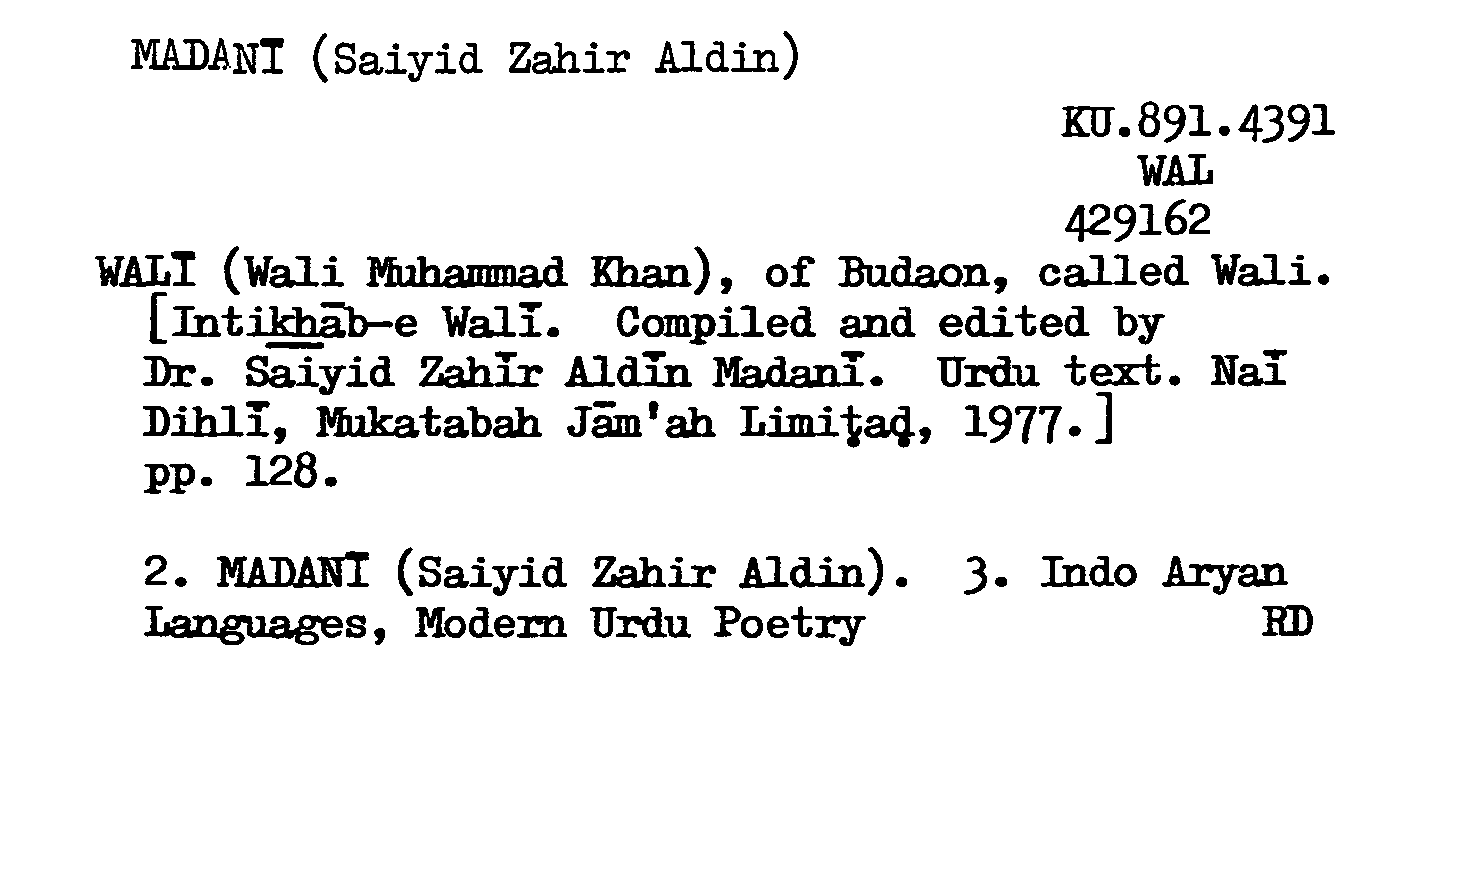 MADANĪ (Saiyid Zahir Aldin)
KU.891.4391
WAL
429162
WALĪ (Wali Muhammad Khan), of Budaon, called Wali.
[Intikhāb-e Walī. Compiled and edited by
Dr. Saiyid Zahīr Aldīn Madanī. Urdu text. Naī
Dihlī, Mukatabah Jām'ah Limiṭaḍ, 1977.]
pp. 128.
2. MADANĪ (Saiyid Zahir Aldin). 3. Indo Aryan
Languages, Modern Urdu Poetry RD